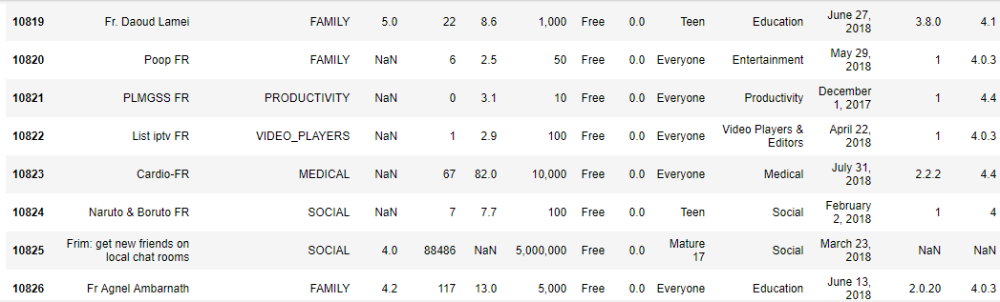 10819 Fr. Daoud Lamei FAMILY 5.0 22 8.6 1,000 Free 0.0 Teen Education June 27, 2018 3.8.0 4.1
10820 Poop FR FAMILY NaN 6 2.5 50 Free 0.0 Everyone Entertainment May 29, 2018 1 4.0.3
10821 PLMGSS FR PRODUCTIVITY NaN 0 3.1 10 Free 0.0 Everyone Productivity December 1, 2017 1 4.4
10822 List iptv FR VIDEO_PLAYERS NaN 1 2.9 100 Free 0.0 Everyone Video Players & Editors April 22, 2018 1 4.0.3
10823 Cardio-FR MEDICAL NaN 67 82.0 10,000 Free 0.0 Everyone Medical July 31, 2018 2.2.2 4.4
10824 Naruto & Boruto FR SOCIAL NaN 7 7.7 100 Free 0.0 Teen Social February 2, 2018 1 4
10825 Frim: get new friends on local chat rooms SOCIAL 4.0 88486 NaN 5,000,000 Free 0.0 Mature 17 Social March 23, 2018 NaN NaN
10826 Fr Agnel Ambarnath FAMILY 4.2 117 13.0 5,000 Free 0.0 Everyone Education June 13, 2018 2.0.20 4.0.3